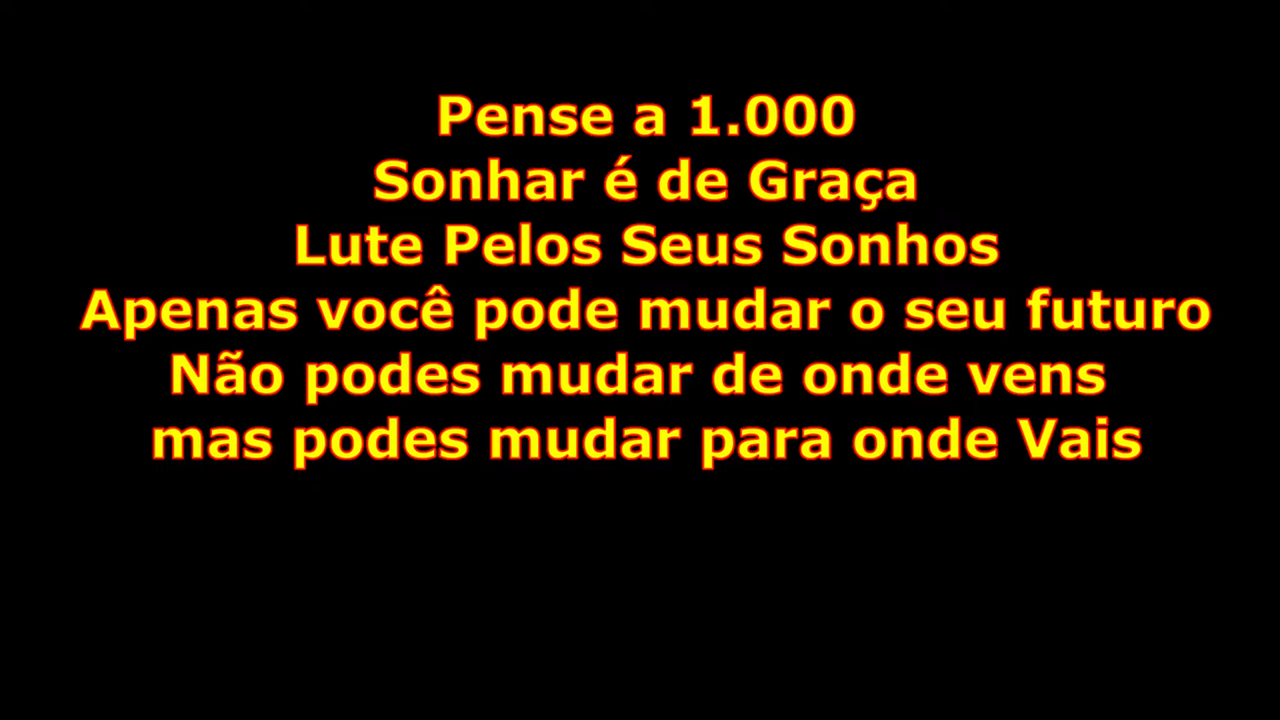 Pense a 1.000
Sonhar é de Graça
Lute Pelos Seus Sonhos
Apenas você pode mudar o seu futuro
Não podes mudar de onde vens
mas podes mudar para onde Vais